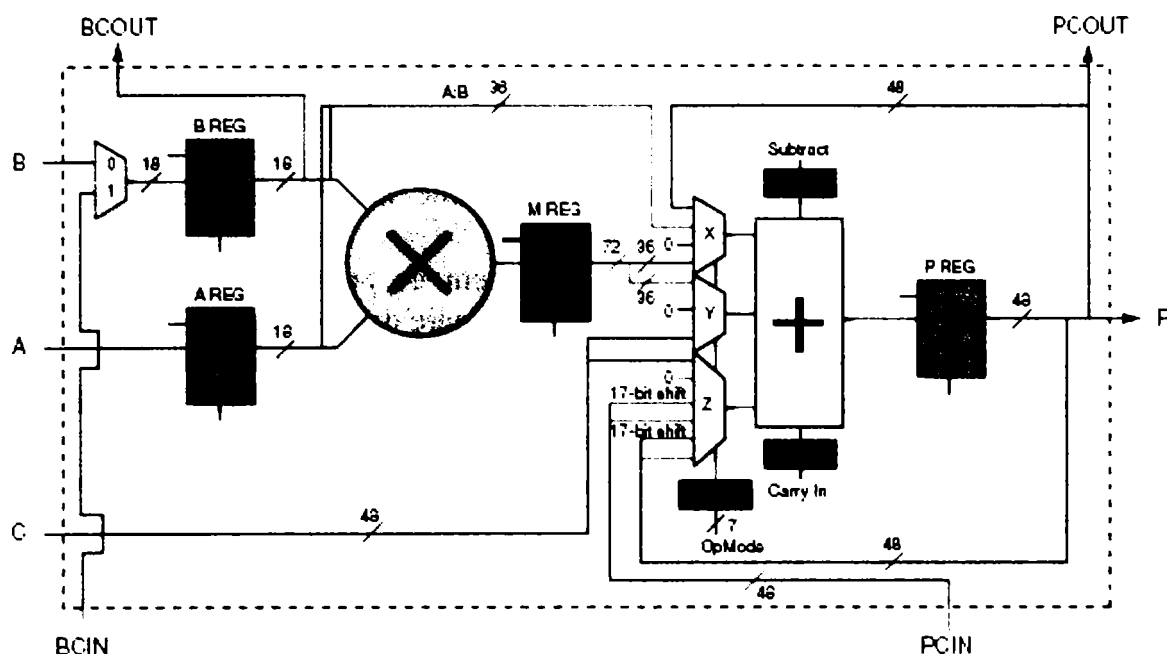 BCOUT
PCOUT
A:B
36
48
B REG
Subtract
B
0
1
18
18
M REG
X
0
72
36
P REG
36
0
Y
48
P
A REG
A
18
0
17-bit shift
Z
17-bit shift
Carry In
C
48
7
OpMode
48
48
BCIN
PCIN